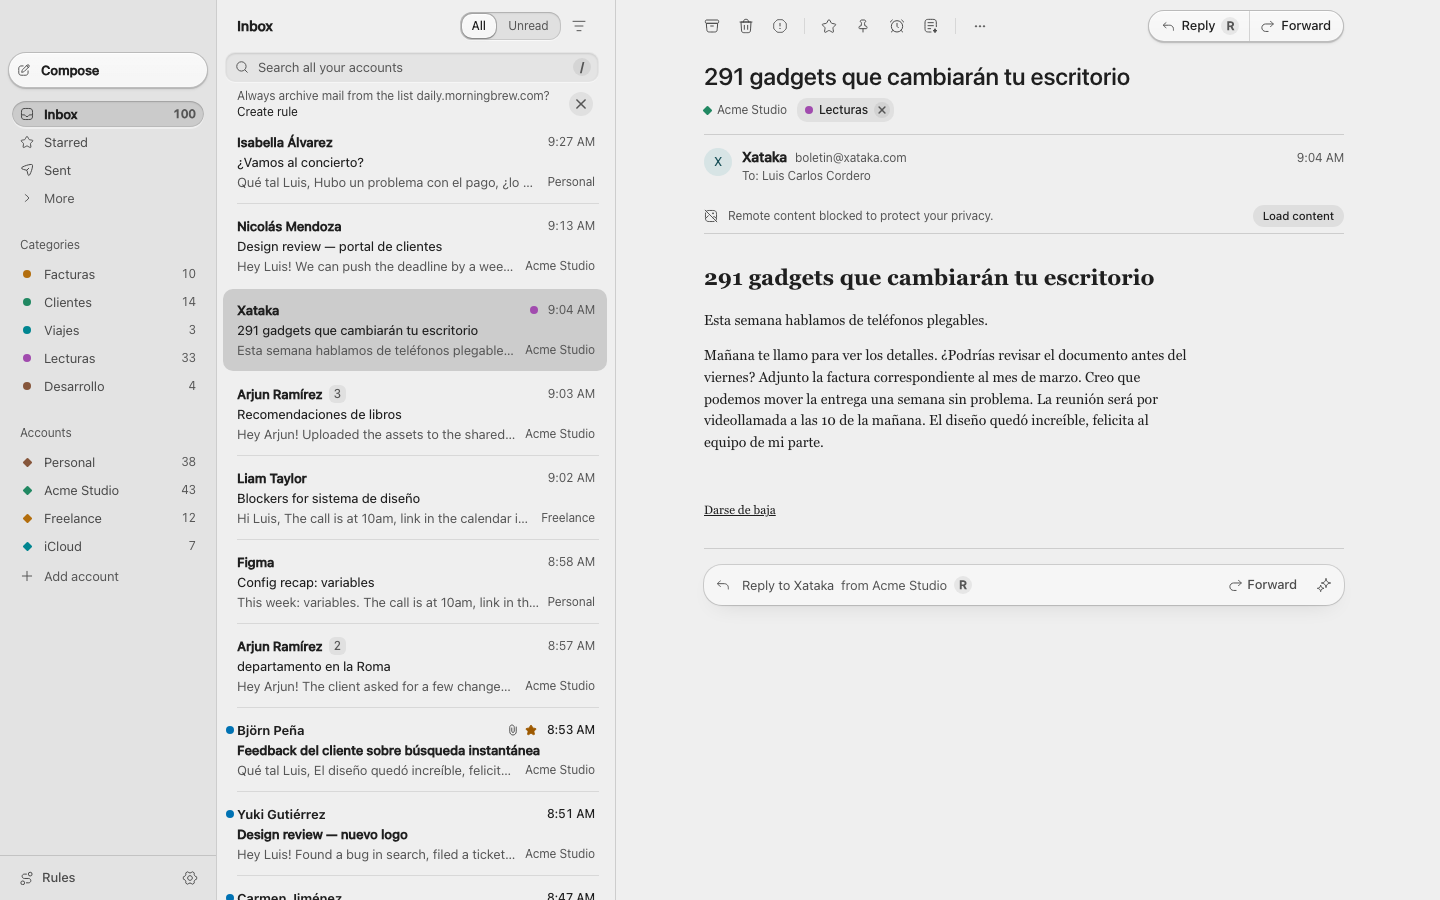 Compose
Inbox 100
Starred
Sent
More
Categories
Facturas 10
Clientes 14
Viajes 3
Lecturas 33
Desarrollo 4
Accounts
Personal 38
Acme Studio 43
Freelance 12
iCloud 7
Add account
Rules
Inbox
All Unread
Search all your accounts /
Always archive mail from the list daily.morningbrew.com?
Create rule
Isabella Álvarez 9:27 AM
¿Vamos al concierto?
Qué tal Luis, Hubo un problema con el pago, ¿lo ... Personal
Nicolás Mendoza 9:13 AM
Design review — portal de clientes
Hey Luis! We can push the deadline by a wee... Acme Studio
Xataka 9:04 AM
291 gadgets que cambiarán tu escritorio
Esta semana hablamos de teléfonos plegable... Acme Studio
Arjun Ramírez 3 9:03 AM
Recomendaciones de libros
Hey Arjun! Uploaded the assets to the shared... Acme Studio
Liam Taylor 9:02 AM
Blockers for sistema de diseño
Hi Luis, The call is at 10am, link in the calendar i... Freelance
Figma 8:58 AM
Config recap: variables
This week: variables. The call is at 10am, link in th... Personal
Arjun Ramírez 2 8:57 AM
departamento en la Roma
Hey Arjun! The client asked for a few change... Acme Studio
Björn Peña 8:53 AM
Feedback del cliente sobre búsqueda instantánea
Qué tal Luis, El diseño quedó increíble, felicit... Acme Studio
Yuki Gutiérrez 8:51 AM
Design review — nuevo logo
Hey Luis! Found a bug in search, filed a ticket... Acme Studio
Carmen Jiménez 8:47 AM
Reply R Forward
291 gadgets que cambiarán tu escritorio
Acme Studio Lecturas
X Xataka boletin@xataka.com 9:04 AM
To: Luis Carlos Cordero
Remote content blocked to protect your privacy. Load content
291 gadgets que cambiarán tu escritorio
Esta semana hablamos de teléfonos plegables.
Mañana te llamo para ver los detalles. ¿Podrías revisar el documento antes del
viernes? Adjunto la factura correspondiente al mes de marzo. Creo que
podemos mover la entrega una semana sin problema. La reunión será por
videollamada a las 10 de la mañana. El diseño quedó increíble, felicita al
equipo de mi parte.
Darse de baja
Reply to Xataka from Acme Studio R Forward